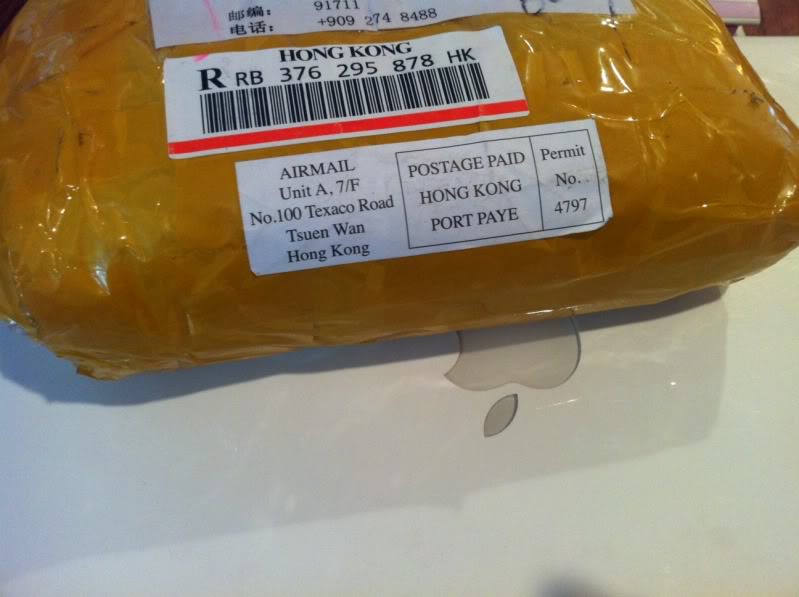 邮编: 91711
电话: +909 274 8488
HONG KONG
R RB 376 295 878 HK
AIRMAIL
Unit A, 7/F
No.100 Texaco Road
Tsuen Wan
Hong Kong
POSTAGE PAID
HONG KONG
PORT PAYE
Permit
No.
4797